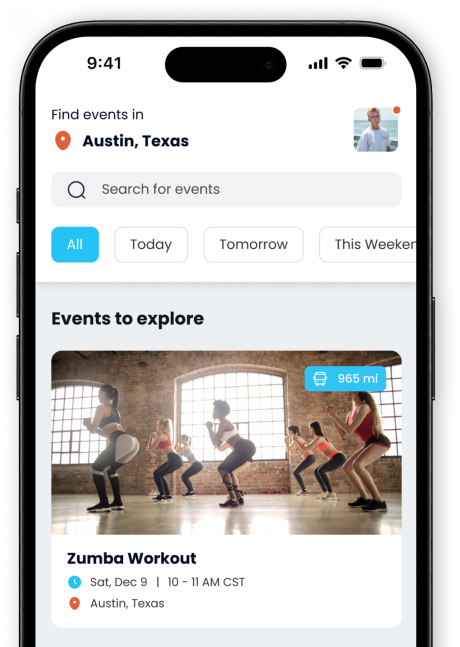 9:41
Find events in
Austin, Texas
Search for events
All
Today
Tomorrow
This Weeken
Events to explore
965 mi
Zumba Workout
Sat, Dec 9 | 10 - 11 AM CST
Austin, Texas